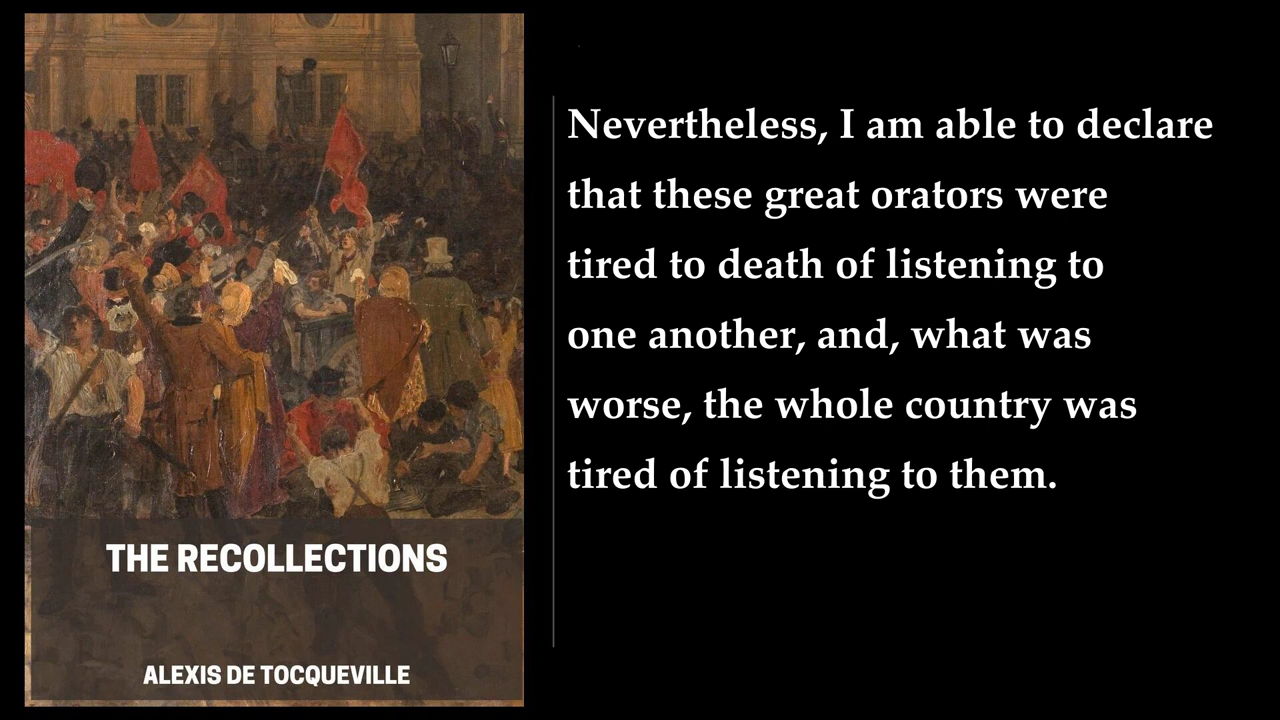 Nevertheless, I am able to declare
that these great orators were
tired to death of listening to
one another, and, what was
worse, the whole country was
tired of listening to them.
THE RECOLLECTIONS
ALEXIS DE TOCQUEVILLE